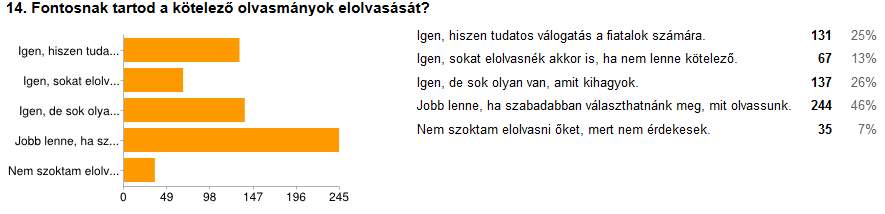 14. Fontosnak tartod a kötelező olvasmányok elolvasását?
Igen, hiszen tuda...
Igen, sokat elolv...
Igen, de sok olya...
Jobb lenne, ha sz...
Nem szoktam elolv...
0 49 98 147 196 245
Igen, hiszen tudatos válogatás a fiatalok számára. 131 25%
Igen, sokat elolvasnék akkor is, ha nem lenne kötelező. 67 13%
Igen, de sok olyan van, amit kihagyok. 137 26%
Jobb lenne, ha szabadabban választhatnánk meg, mit olvassunk. 244 46%
Nem szoktam elolvasni őket, mert nem érdekesek. 35 7%